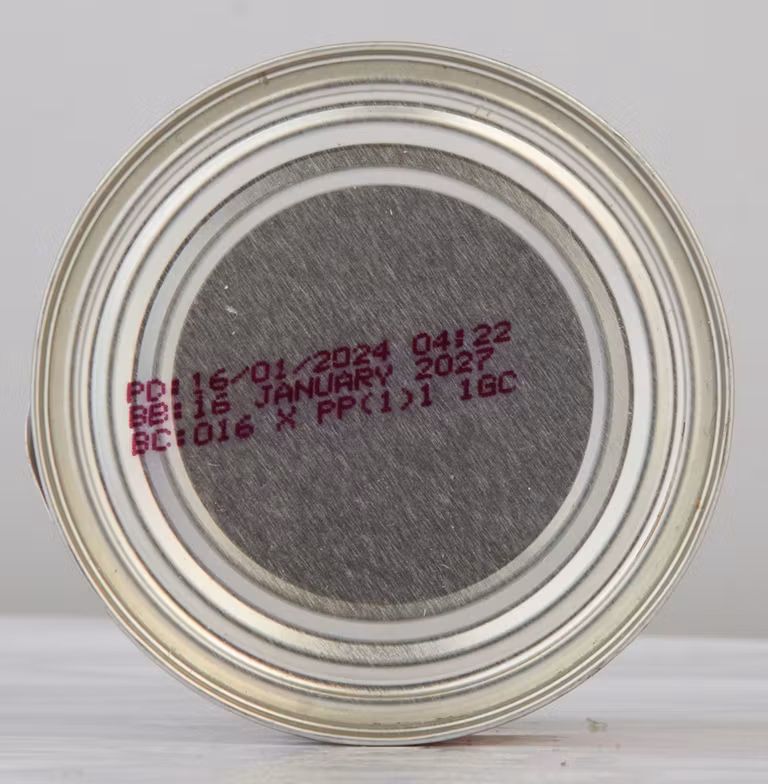 PD:16/01/2024 04:22
BB:16 JANUARY 2027
BC:016 X PP(1)1 1GC